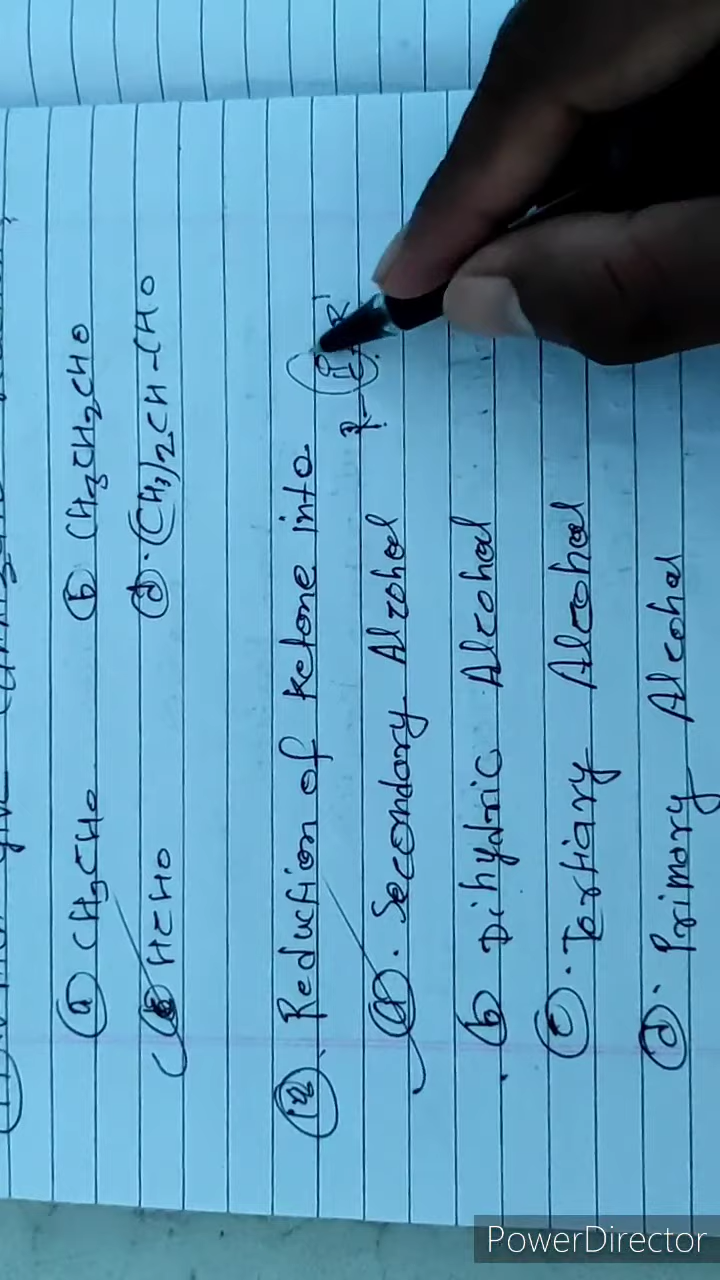 ⓐ CH3CHO ⓑ CH3CH2CHO
ⓒ HCHO ⓓ. (CH3)2CH-CHO
12. Reduction of ketone into
R-C-R'
O
ⓐ. Secondary Alcohol
ⓑ Dihydric Alcohol
ⓒ. Tertiary Alcohol
ⓓ. Primary Alcohol
PowerDirector